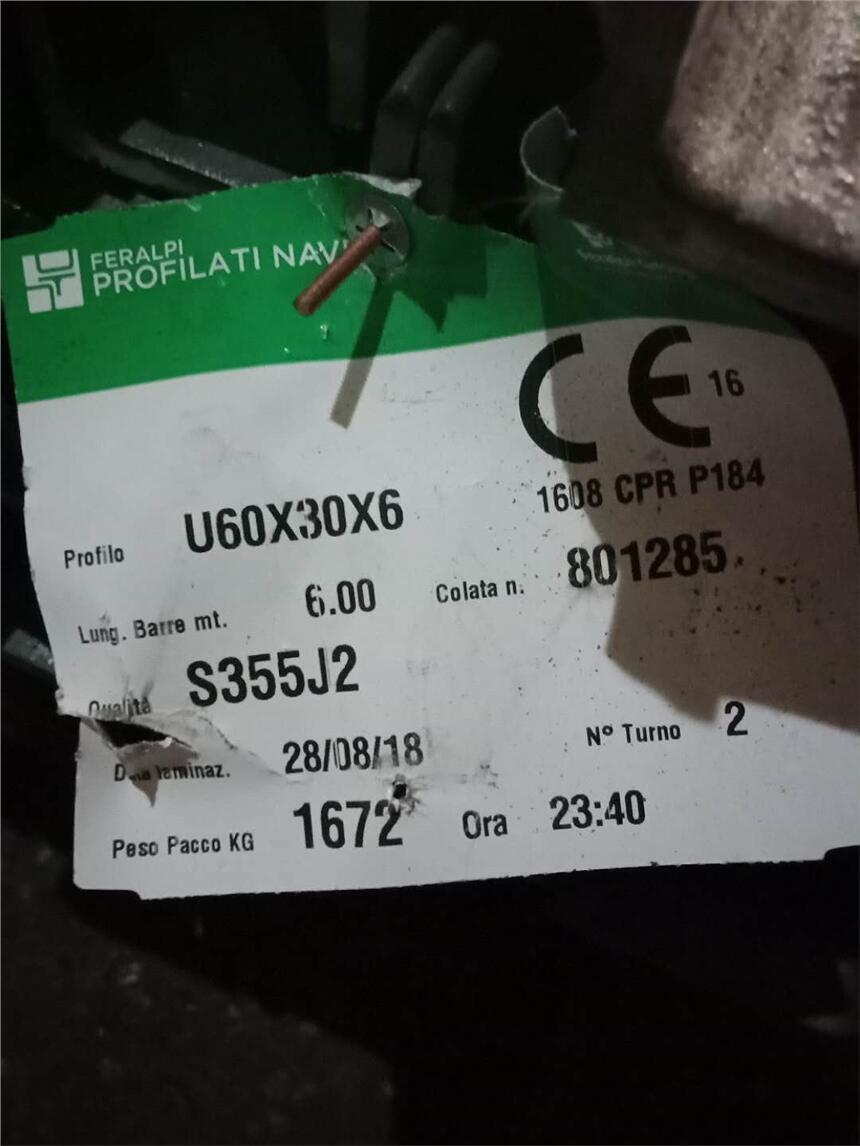 FERALPI
PROFILATI NAV
CE 16
1608 CPR P184
Profilo U60X30X6
Lung. Barre mt. 6.00 Colata n. 801285
Qualità S355J2
28/08/18 N° Turno 2
Peso Pacco KG 1672 Ora 23:40